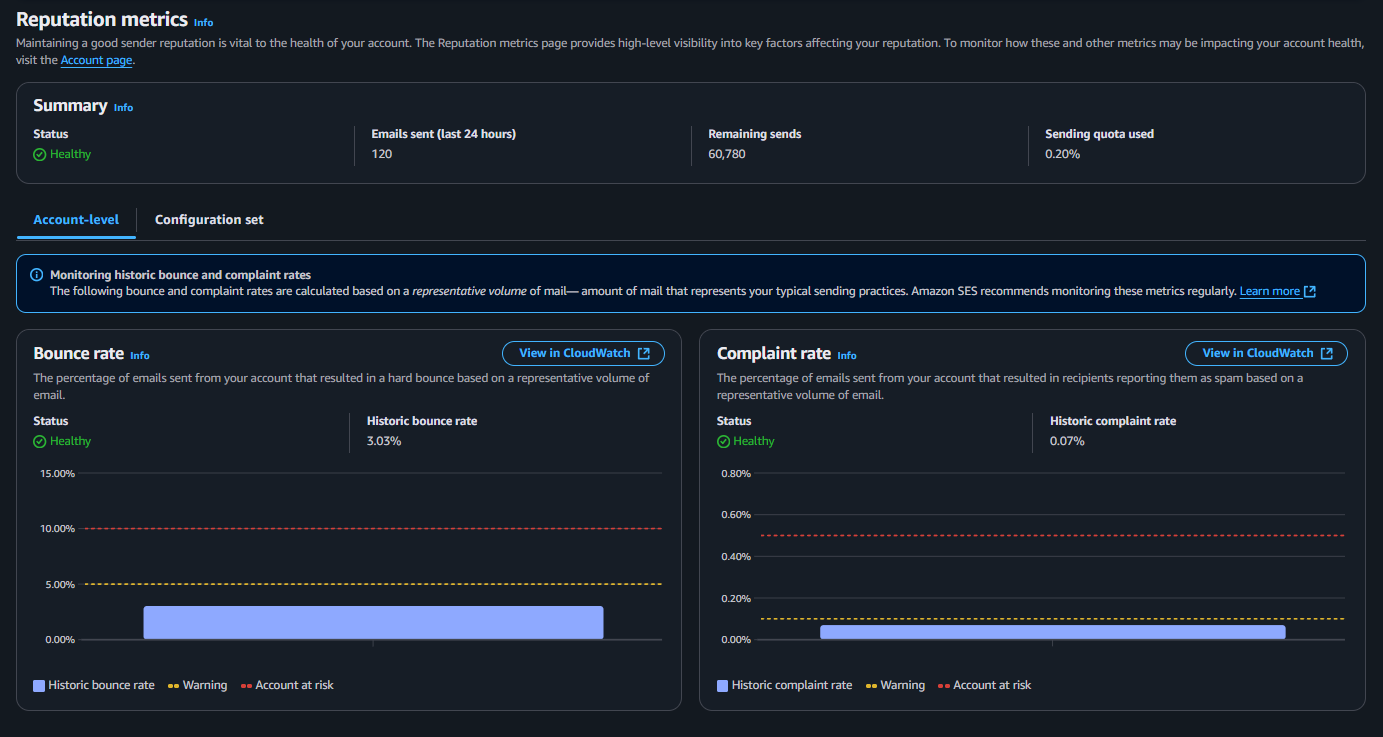 Reputation metrics Info
Maintaining a good sender reputation is vital to the health of your account. The Reputation metrics page provides high-level visibility into key factors affecting your reputation. To monitor how these and other metrics may be impacting your account health,
visit the Account page.
Summary Info
Status
Healthy
Emails sent (last 24 hours)
120
Remaining sends
60,780
Sending quota used
0.20%
Account-level
Configuration set
Monitoring historic bounce and complaint rates
The following bounce and complaint rates are calculated based on a representative volume of mail— amount of mail that represents your typical sending practices. Amazon SES recommends monitoring these metrics regularly. Learn more
Bounce rate Info
View in CloudWatch
The percentage of emails sent from your account that resulted in a hard bounce based on a representative volume of
email.
Status
Healthy
Historic bounce rate
3.03%
15.00%
10.00%
5.00%
0.00%
Historic bounce rate
Warning
Account at risk
Complaint rate Info
View in CloudWatch
The percentage of emails sent from your account that resulted in recipients reporting them as spam based on a
representative volume of email.
Status
Healthy
Historic complaint rate
0.07%
0.80%
0.60%
0.40%
0.20%
0.00%
Historic complaint rate
Warning
Account at risk